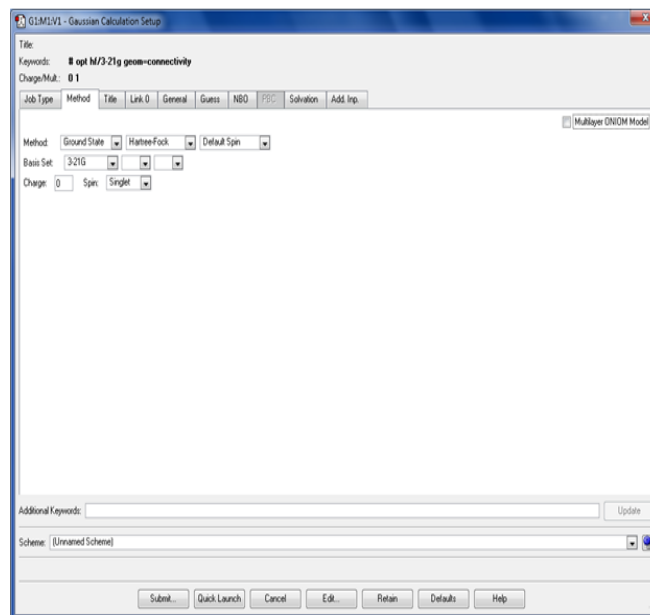 G1:M1:V1 - Gaussian Calculation Setup
Title:
Keywords: # opt hf/3-21g geom=connectivity
Charge/Mult.: 0 1
Job Type Method Title Link 0 General Guess NBO PBC Solvation Add. Inp.
Multilayer ONIOM Model
Method: Ground State Hartree-Fock Default Spin
Basis Set: 3-21G
Charge: 0 Spin: Singlet
Additional Keywords: Update
Scheme: (Unnamed Scheme)
Submit... Quick Launch Cancel Edit... Retain Defaults Help